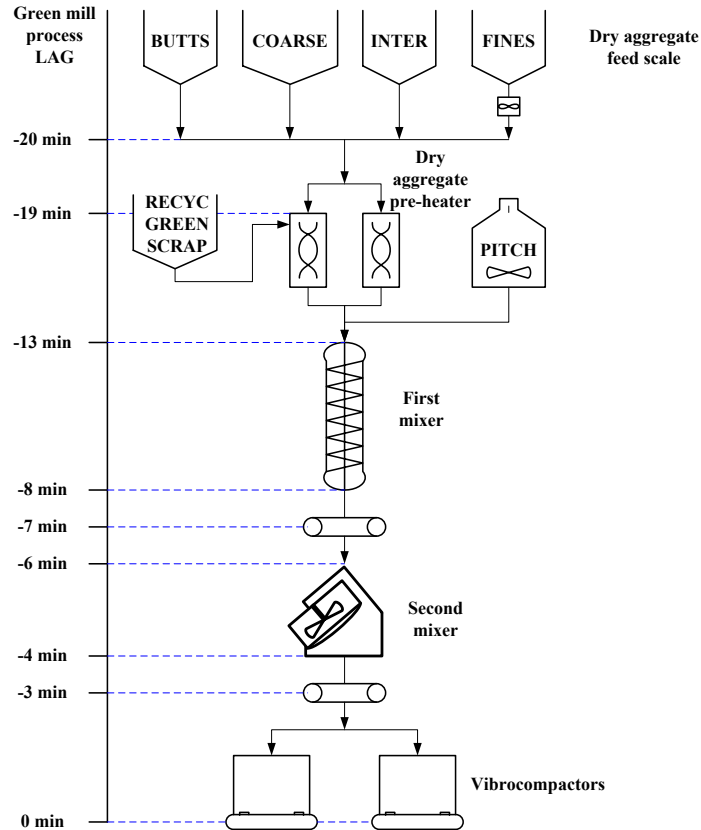 Green mill
process
LAG
BUTTS
COARSE
INTER
FINES
Dry aggregate
feed scale
-20 min
Dry
aggregate
pre-heater
-19 min
RECYC
GREEN
SCRAP
PITCH
-13 min
First
mixer
-8 min
-7 min
-6 min
Second
mixer
-4 min
-3 min
Vibrocompactors
0 min